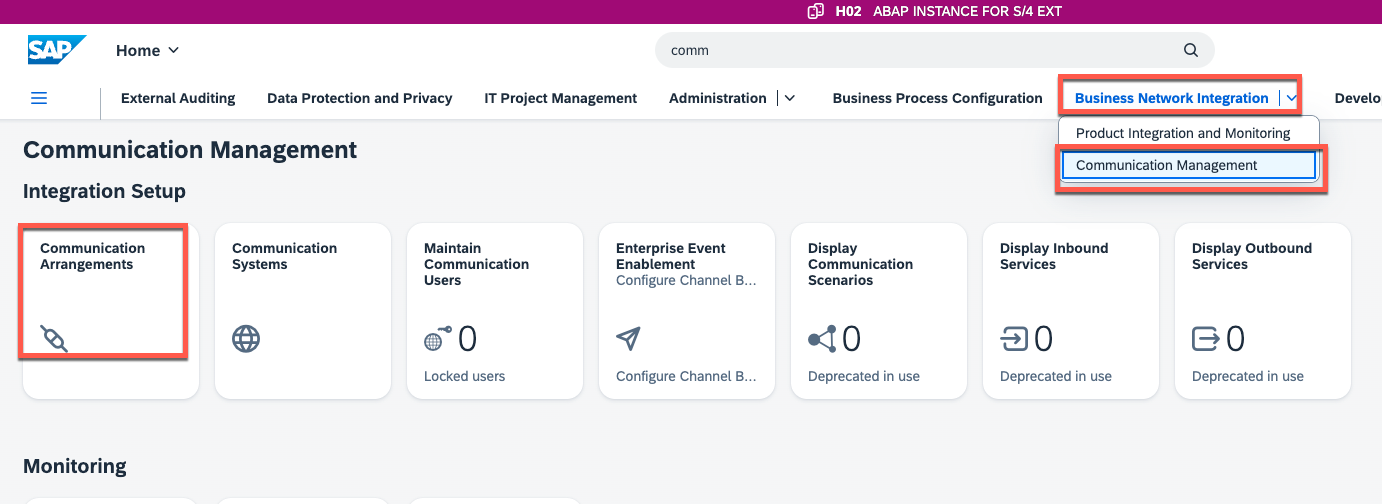 H02 ABAP INSTANCE FOR S/4 EXT
SAP Home
comm
External Auditing Data Protection and Privacy IT Project Management Administration Business Process Configuration Business Network Integration Develo
Product Integration and Monitoring
Communication Management
Communication Management
Integration Setup
Communication
Arrangements
Communication
Systems
Maintain
Communication
Users
0
Locked users
Enterprise Event
Enablement
Configure Channel B...
Configure Channel B...
Display
Communication
Scenarios
0
Deprecated in use
Display Inbound
Services
0
Deprecated in use
Display Outbound
Services
0
Deprecated in use
Monitoring